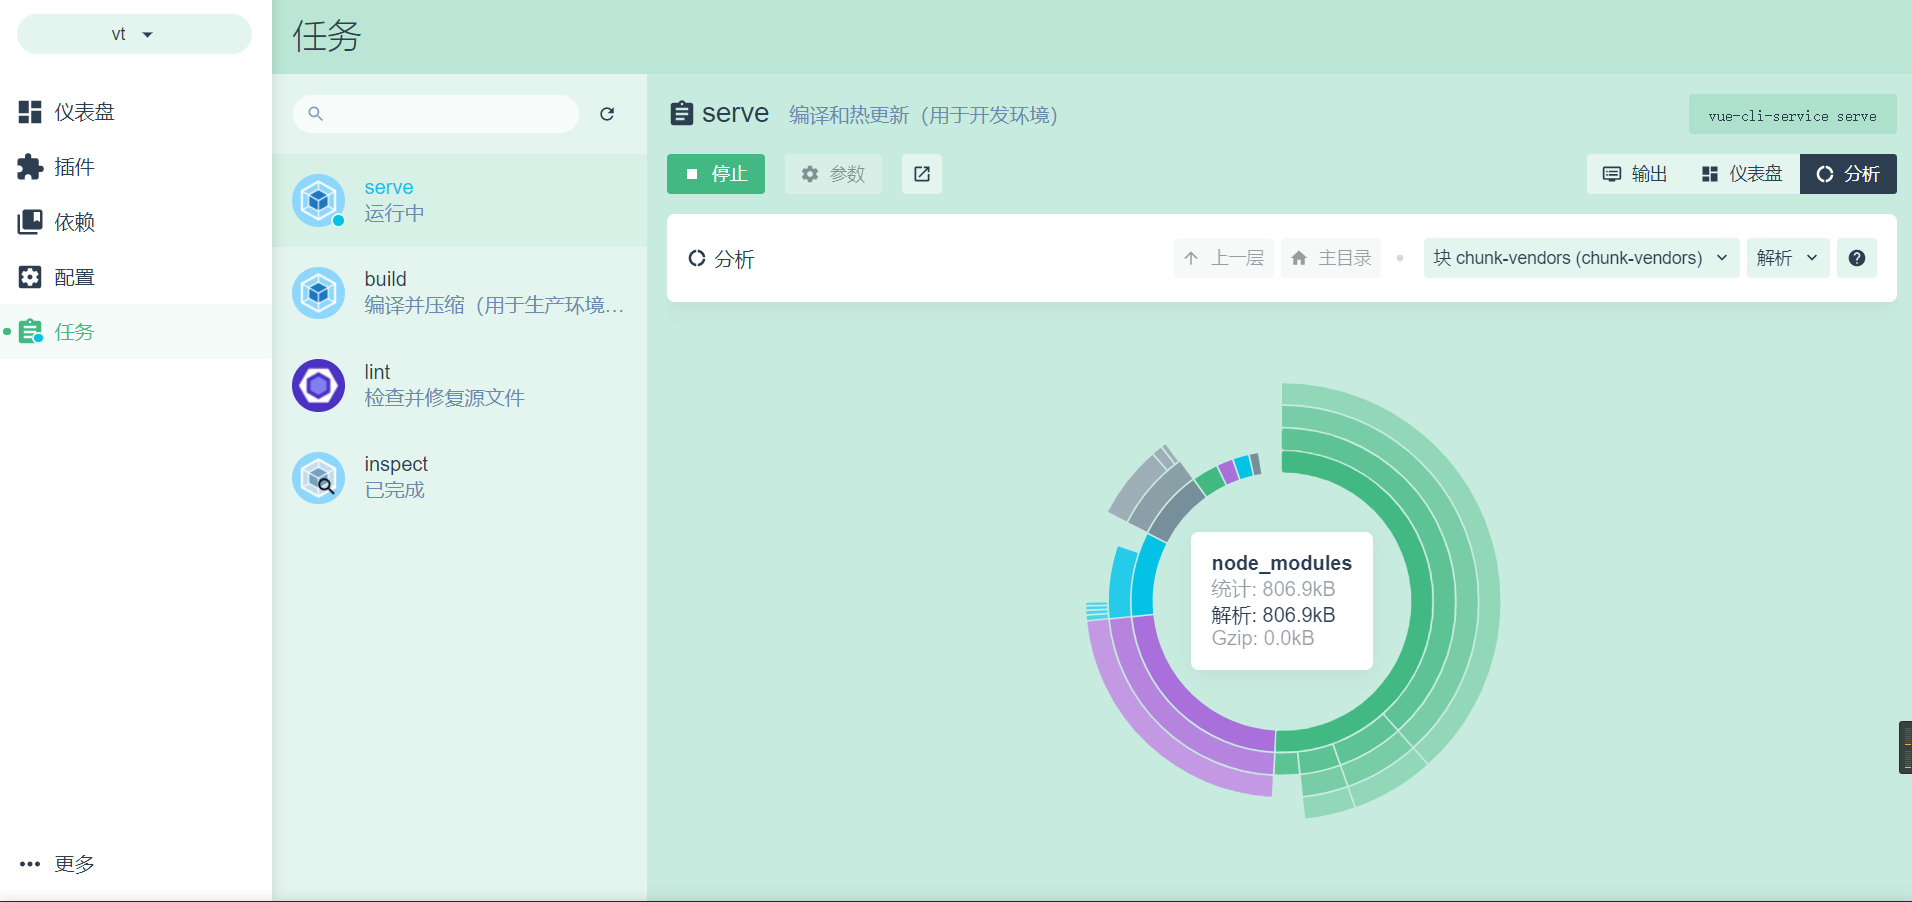 vt
仪表盘
插件
依赖
配置
任务
更多
任务
serve
运行中
build
编译并压缩（用于生产环境…
lint
检查并修复源文件
inspect
已完成
serve 编译和热更新（用于开发环境）
vue-cli-service serve
停止
参数
输出
仪表盘
分析
分析
上一层
主目录
块 chunk-vendors (chunk-vendors)
解析
node_modules
统计: 806.9kB
解析: 806.9kB
Gzip: 0.0kB